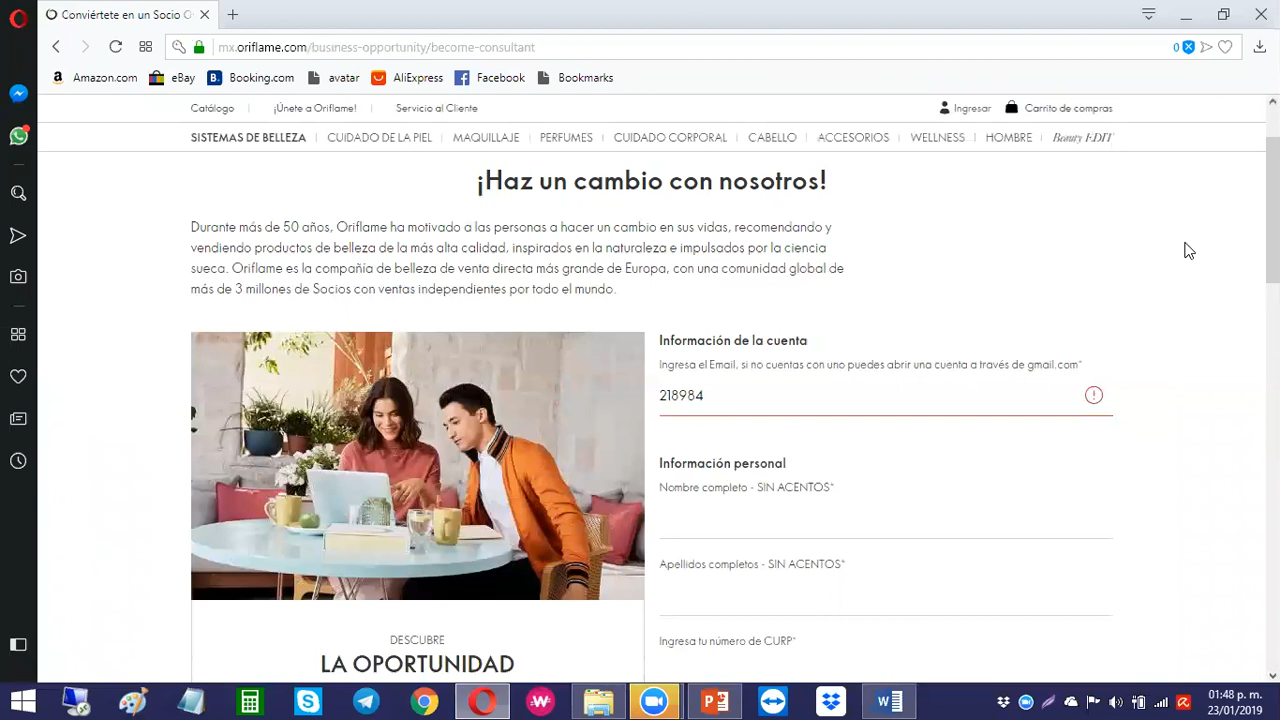 Conviértete en un Socio O
mx.oriflame.com/business-opportunity/become-consultant
0
Amazon.com
eBay
Booking.com
avatar
AliExpress
Facebook
Bookmarks
Catálogo
¡Únete a Oriflame!
Servicio al Cliente
Ingresar
Carrito de compras
SISTEMAS DE BELLEZA
CUIDADO DE LA PIEL
MAQUILLAJE
PERFUMES
CUIDADO CORPORAL
CABELLO
ACCESORIOS
WELLNESS
HOMBRE
Beauty EDIT
¡Haz un cambio con nosotros!
Durante más de 50 años, Oriflame ha motivado a las personas a hacer un cambio en sus vidas, recomendando y
vendiendo productos de belleza de la más alta calidad, inspirados en la naturaleza e impulsados por la ciencia
sueca. Oriflame es la compañía de belleza de venta directa más grande de Europa, con una comunidad global de
más de 3 millones de Socios con ventas independientes por todo el mundo.
Información de la cuenta
Ingresa el Email, si no cuentas con uno puedes abrir una cuenta a través de gmail.com*
218984
Información personal
Nombre completo - SIN ACENTOS*
Apellidos completos - SIN ACENTOS*
Ingresa tu número de CURP*
DESCUBRE
LA OPORTUNIDAD
01:48 p. m.
23/01/2019